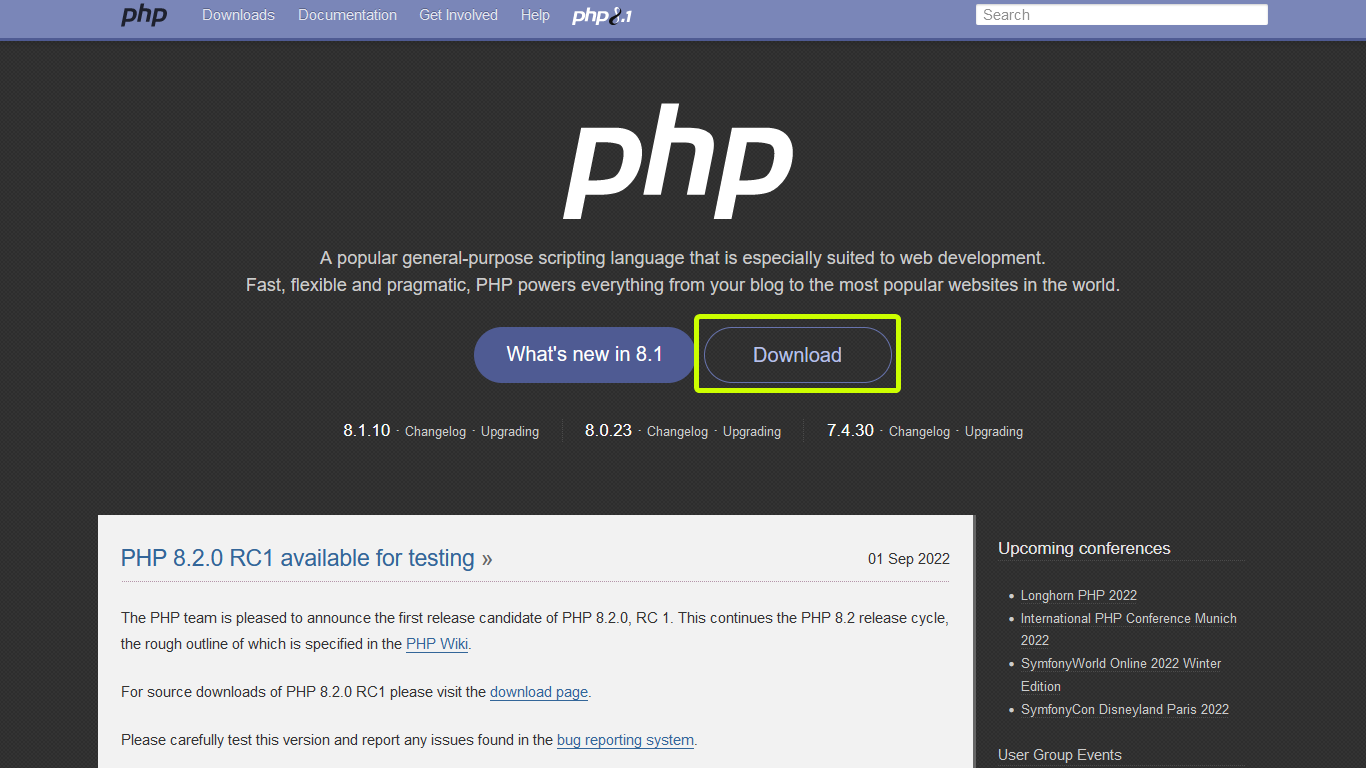 php
Downloads
Documentation
Get Involved
Help
php8.1
Search
php
A popular general-purpose scripting language that is especially suited to web development.
Fast, flexible and pragmatic, PHP powers everything from your blog to the most popular websites in the world.
What's new in 8.1
Download
8.1.10 · Changelog · Upgrading
8.0.23 · Changelog · Upgrading
7.4.30 · Changelog · Upgrading
PHP 8.2.0 RC1 available for testing »
01 Sep 2022
The PHP team is pleased to announce the first release candidate of PHP 8.2.0, RC 1. This continues the PHP 8.2 release cycle,
the rough outline of which is specified in the PHP Wiki.
For source downloads of PHP 8.2.0 RC1 please visit the download page.
Please carefully test this version and report any issues found in the bug reporting system.
Upcoming conferences
• Longhorn PHP 2022
• International PHP Conference Munich
2022
• SymfonyWorld Online 2022 Winter
Edition
• SymfonyCon Disneyland Paris 2022
User Group Events